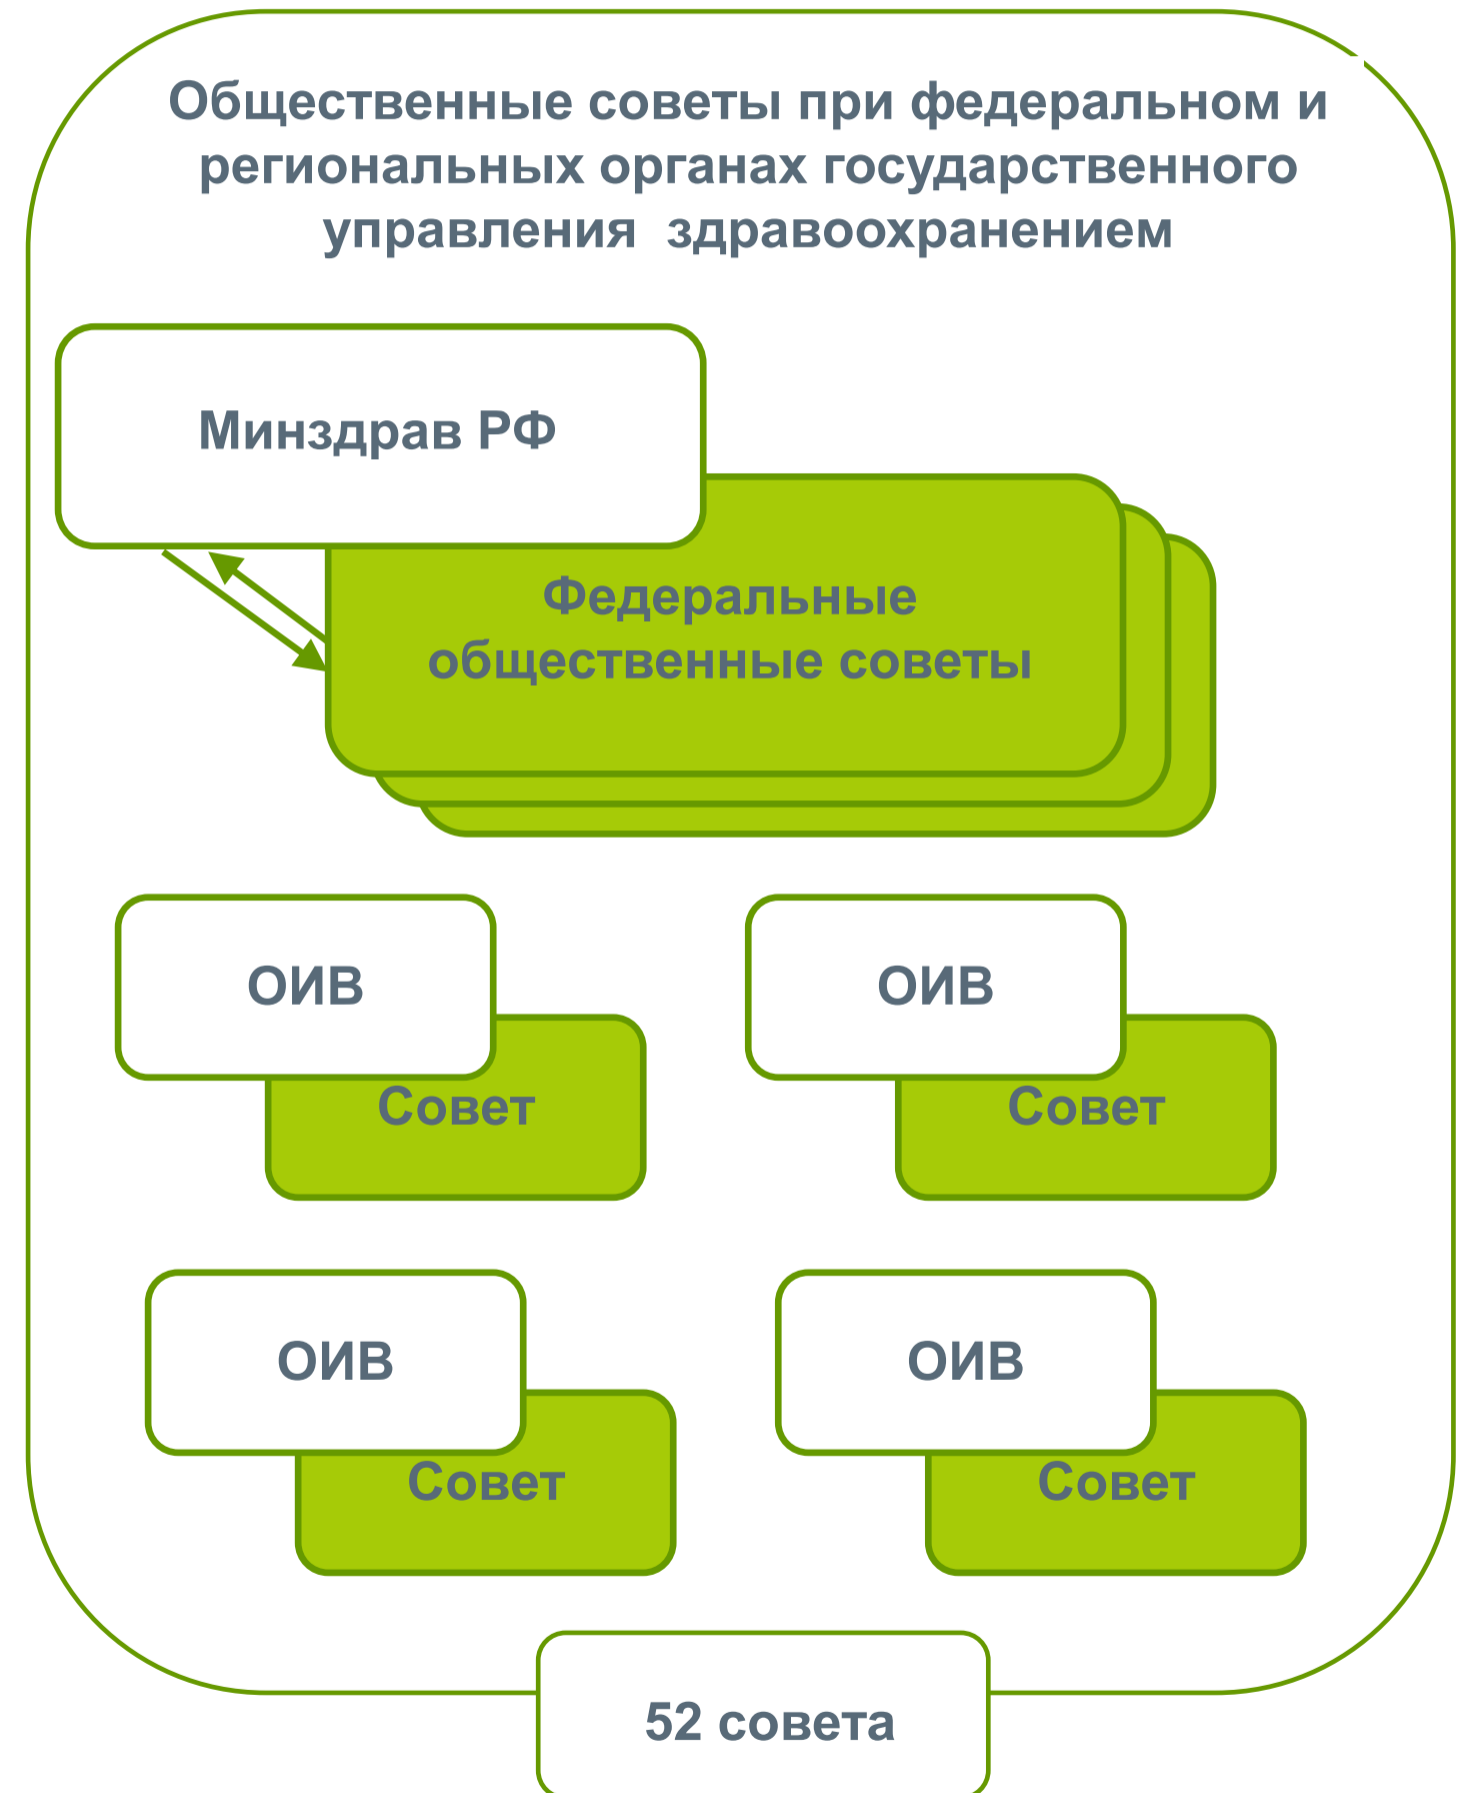 Общественные советы при федеральном и
региональных органах государственного
управления здравоохранением
Минздрав РФ
Федеральные
общественные советы
ОИВ
ОИВ
Совет
Совет
ОИВ
ОИВ
Совет
Совет
52 совета